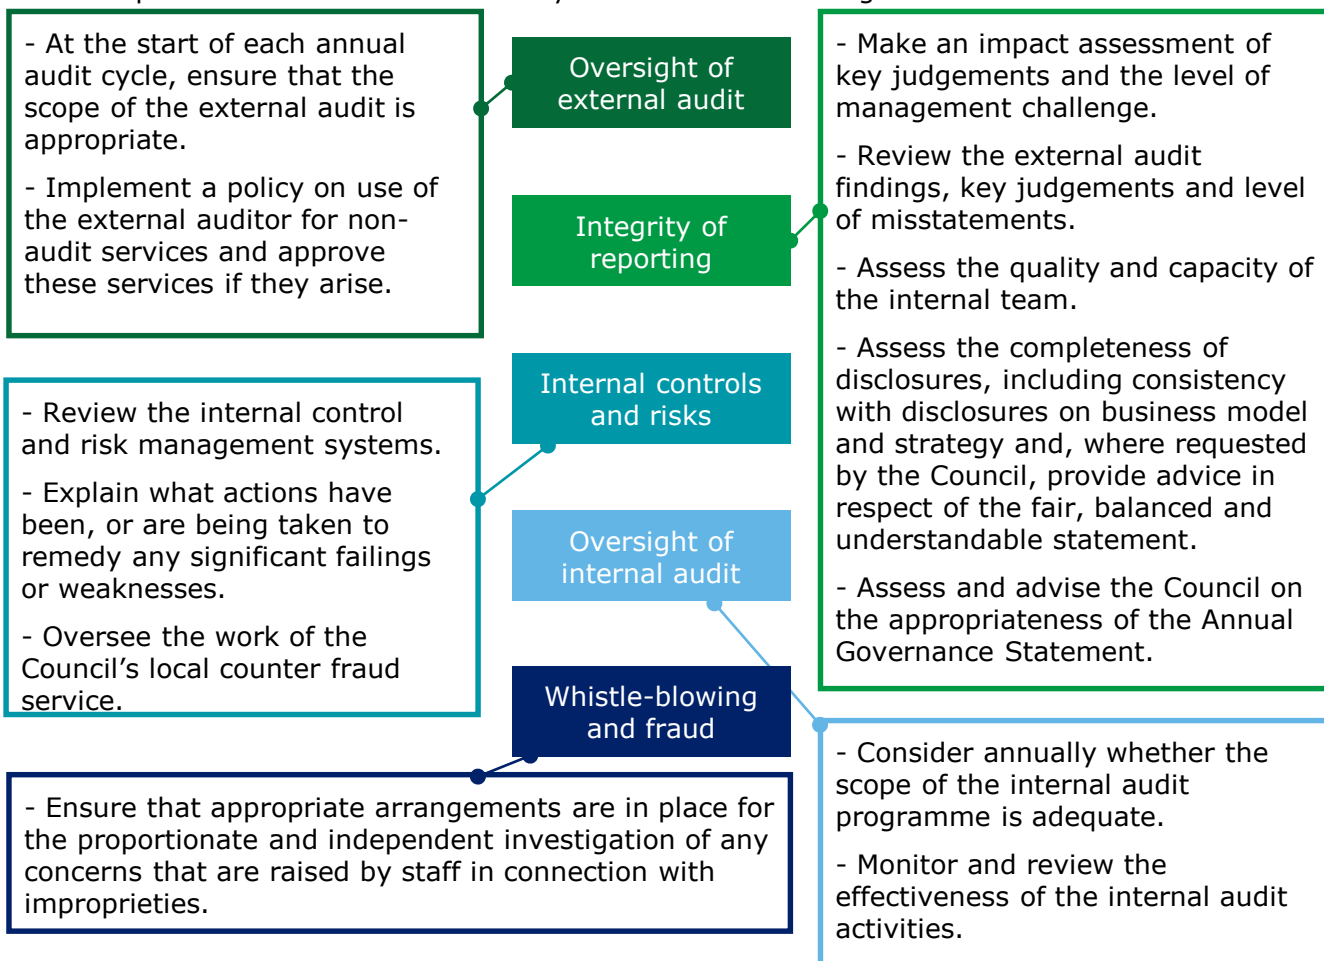 - At the start of each annual
audit cycle, ensure that the
scope of the external audit is
appropriate.
- Implement a policy on use of
the external auditor for non-
audit services and approve
these services if they arise.
Oversight of
external audit
Integrity of
reporting
- Make an impact assessment of
key judgements and the level of
management challenge.
- Review the external audit
findings, key judgements and level
of misstatements.
- Assess the quality and capacity of
the internal team.
- Assess the completeness of
disclosures, including consistency
with disclosures on business model
and strategy and, where requested
by the Council, provide advice in
respect of the fair, balanced and
understandable statement.
- Assess and advise the Council on
the appropriateness of the Annual
Governance Statement.
Internal controls
and risks
- Review the internal control
and risk management systems.
- Explain what actions have
been, or are being taken to
remedy any significant failings
or weaknesses.
- Oversee the work of the
Council's local counter fraud
service.
Oversight of
internal audit
Whistle-blowing
and fraud
- Ensure that appropriate arrangements are in place for
the proportionate and independent investigation of any
concerns that are raised by staff in connection with
improprieties.
- Consider annually whether the
scope of the internal audit
programme is adequate.
- Monitor and review the
effectiveness of the internal audit
activities.